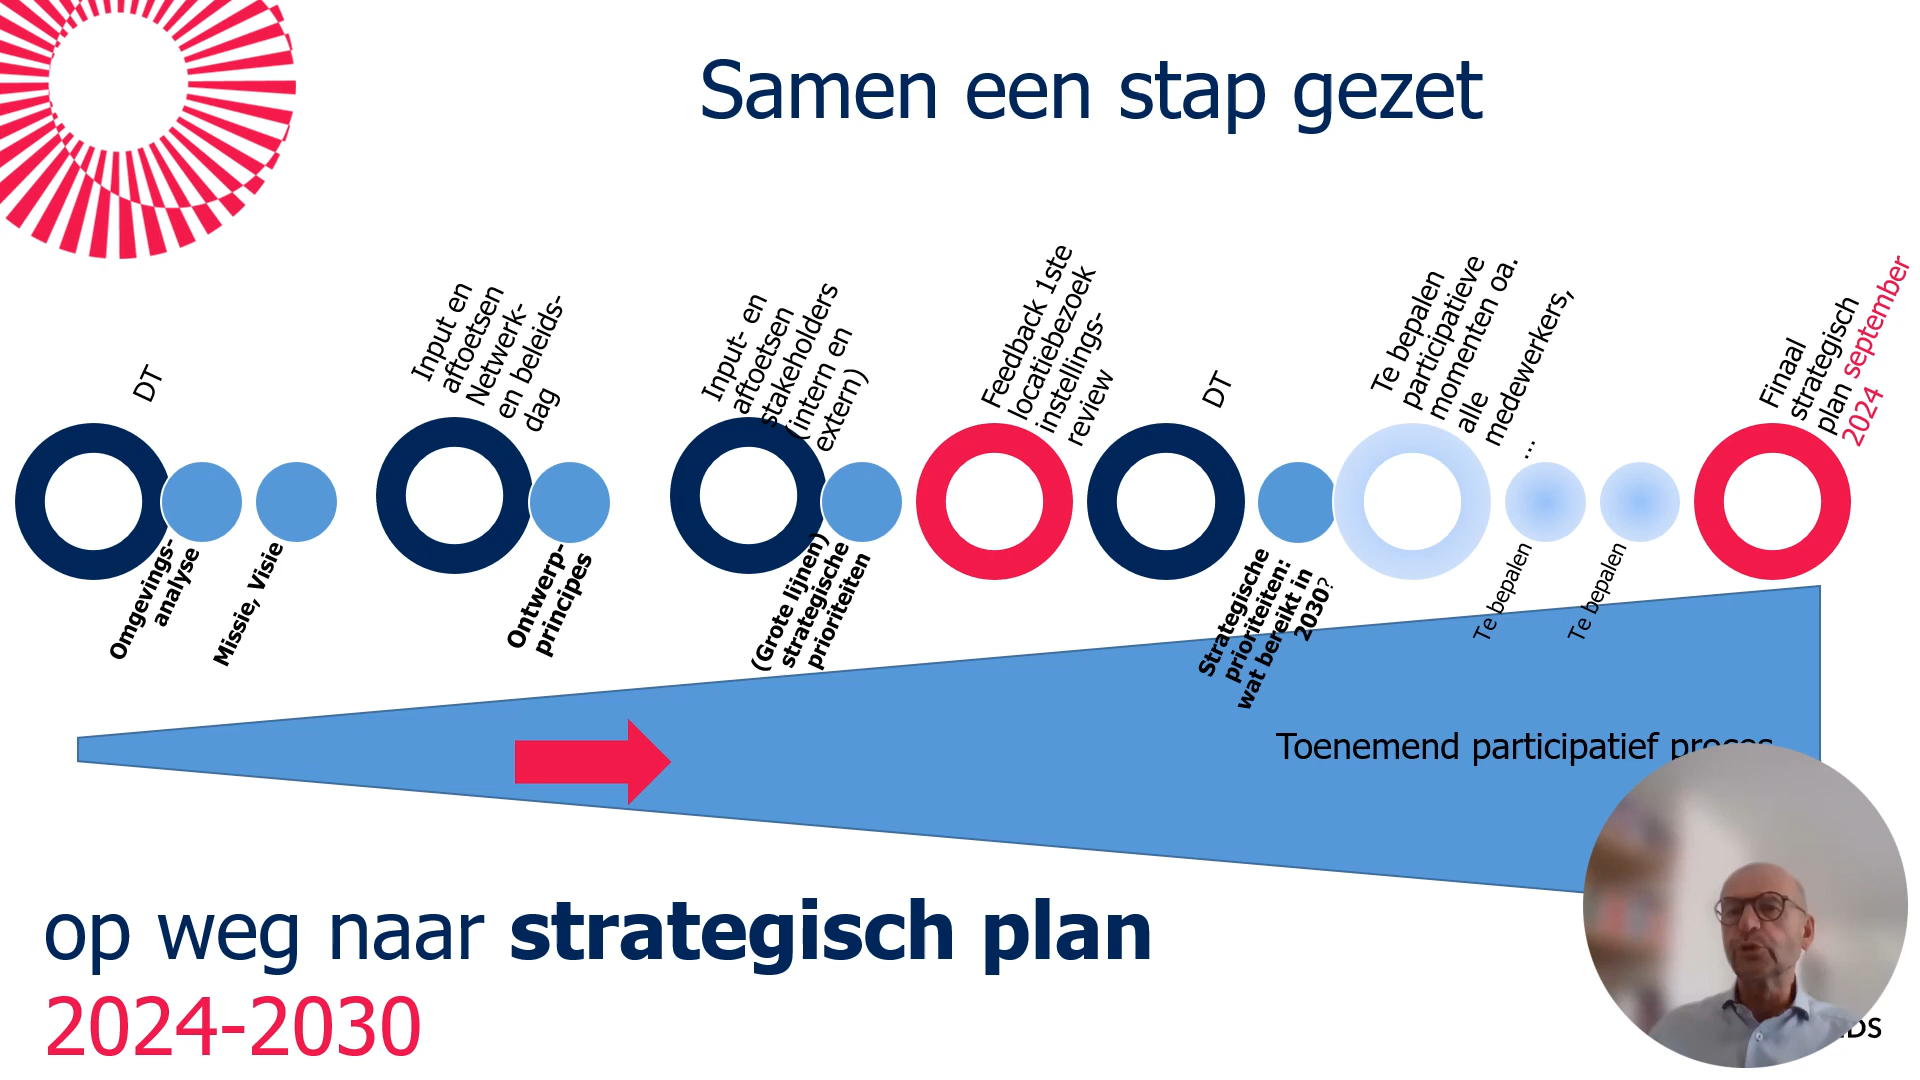 Samen een stap gezet
DT
Input en
aftoetsen
Netwerk-
en beleids-
dag
Input- en
aftoetsen
stakeholders
(intern en
extern)
Feedback 1ste
locatiebezoek
instellings-
review
DT
Te bepalen
participatieve
momenten oa.
alle
medewerkers,
...
Finaal
strategisch
plan september
2024
Omgevings-
analyse
Missie, Visie
Ontwerp-
principes
(Grote lijnen)
strategische
prioriteiten
Strategische
prioriteiten:
wat bereikt in
2030?
Te bepalen
Te bepalen
Toenemend participatief proces
op weg naar strategisch plan
2024-2030